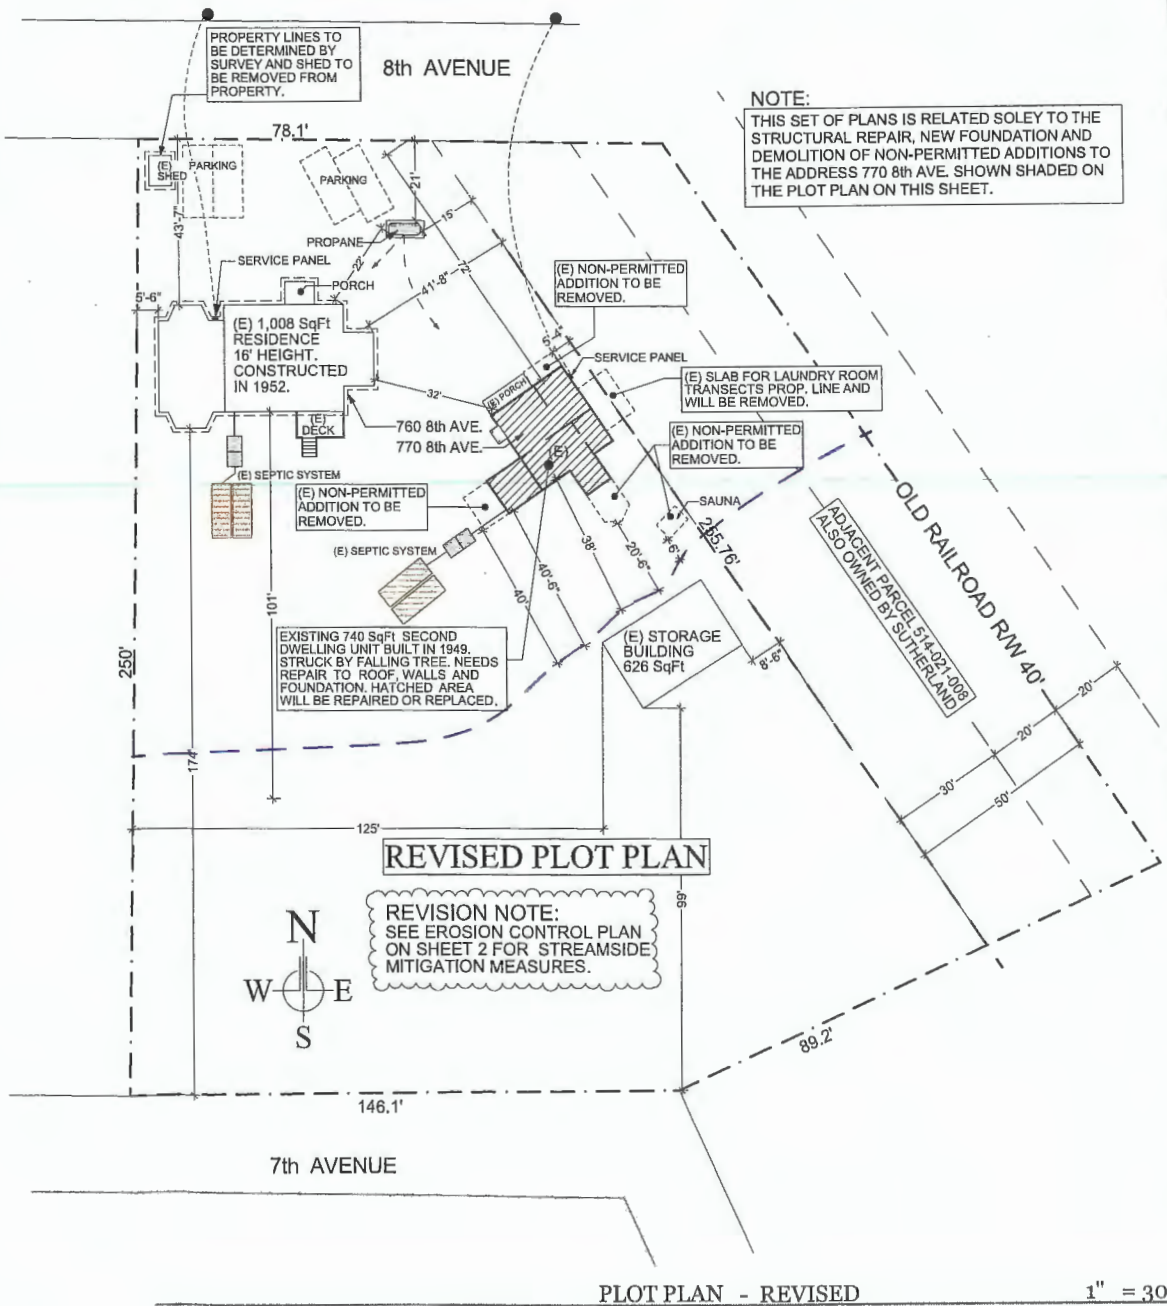 PROPERTY LINES TO
BE DETERMINED BY
SURVEY AND SHED TO
BE REMOVED FROM
PROPERTY.
8th AVENUE
NOTE:
THIS SET OF PLANS IS RELATED SOLEY TO THE
STRUCTURAL REPAIR, NEW FOUNDATION AND
DEMOLITION OF NON-PERMITTED ADDITIONS TO
THE ADDRESS 770 8th AVE. SHOWN SHADED ON
THE PLOT PLAN ON THIS SHEET.
78.1'
(E)
SHED
PARKING
PARKING
21'
43'-7"
15'
PROPANE
22'
72'
SERVICE PANEL
PORCH
41'-8"
(E) NON-PERMITTED
ADDITION TO BE
REMOVED.
5'-6"
(E) 1,008 SqFt
RESIDENCE
16' HEIGHT.
CONSTRUCTED
IN 1952.
5'-4"
SERVICE PANEL
(E) SLAB FOR LAUNDRY ROOM
TRANSECTS PROP. LINE AND
WILL BE REMOVED.
32'
(E) PORCH
(E)
DECK
760 8th AVE.
770 8th AVE.
(E)
(E) NON-PERMITTED
ADDITION TO BE
REMOVED.
(E) SEPTIC SYSTEM
(E) NON-PERMITTED
ADDITION TO BE
REMOVED.
SAUNA
OLD RAILROAD R/W 40'
ADJACENT PARCEL 514-021-008
ALSO OWNED BY SUTHERLAND
255.76'
(E) SEPTIC SYSTEM
38'
20'-6"
6'
40'-6"
40'
101'
EXISTING 740 SqFt SECOND
DWELLING UNIT BUILT IN 1949.
STRUCK BY FALLING TREE. NEEDS
REPAIR TO ROOF, WALLS AND
FOUNDATION. HATCHED AREA
WILL BE REPAIRED OR REPLACED.
(E) STORAGE
BUILDING
626 SqFt
8'-6"
250'
20'
20'
30'
50'
174'
125'
REVISED PLOT PLAN
99'
REVISION NOTE:
SEE EROSION CONTROL PLAN
ON SHEET 2 FOR STREAMSIDE
MITIGATION MEASURES.
N
W E
S
89.2'
146.1'
7th AVENUE
PLOT PLAN - REVISED 1" = 30